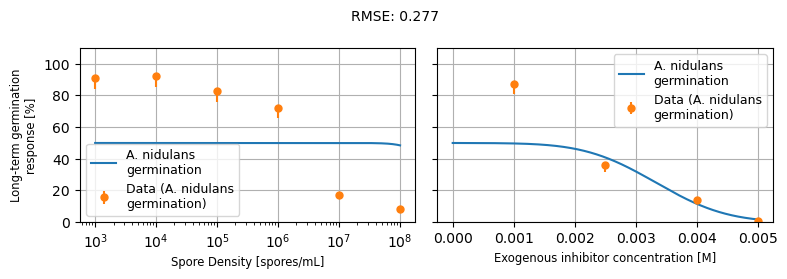 RMSE: 0.277
Long-term germination
response [%]
100
80
60
40
20
0
A. nidulans
germination
Data (A. nidulans
germination)
10³
10⁴
10⁵
10⁶
10⁷
10⁸
Spore Density [spores/mL]
A. nidulans
germination
Data (A. nidulans
germination)
0.000
0.001
0.002
0.003
0.004
0.005
Exogenous inhibitor concentration [M]